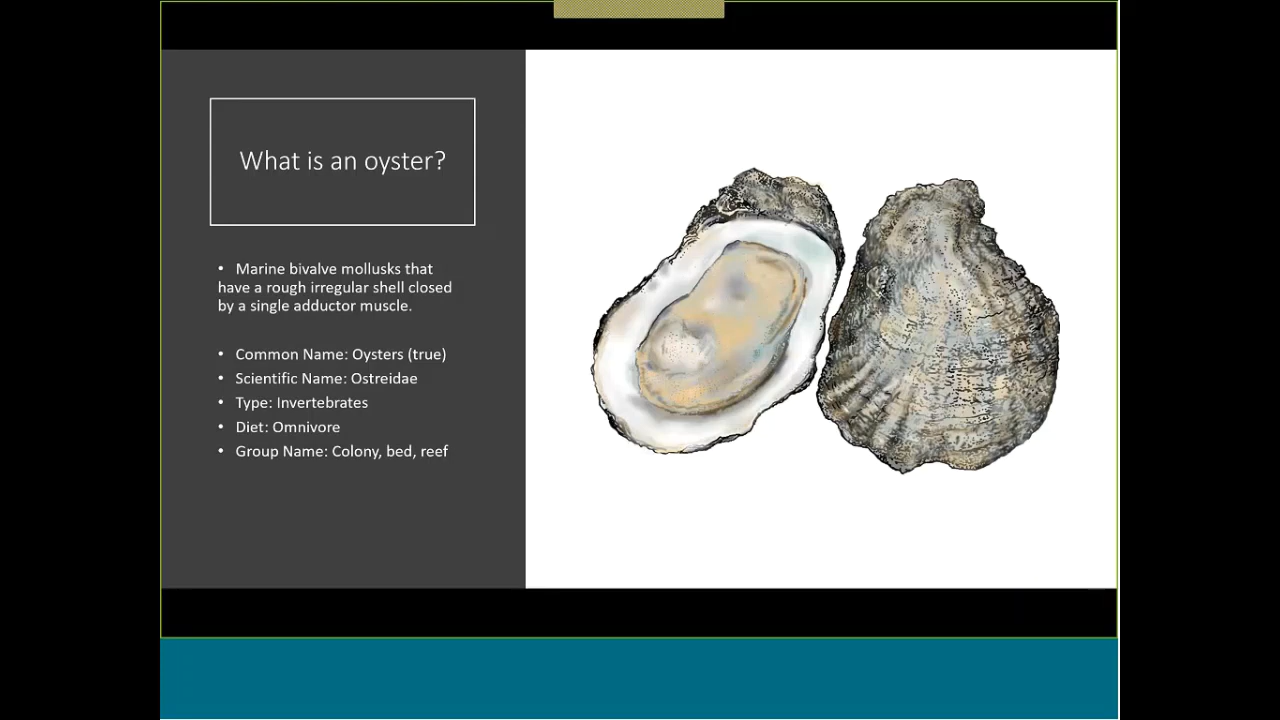 What is an oyster?
• Marine bivalve mollusks that
have a rough irregular shell closed
by a single adductor muscle.
• Common Name: Oysters (true)
• Scientific Name: Ostreidae
• Type: Invertebrates
• Diet: Omnivore
• Group Name: Colony, bed, reef